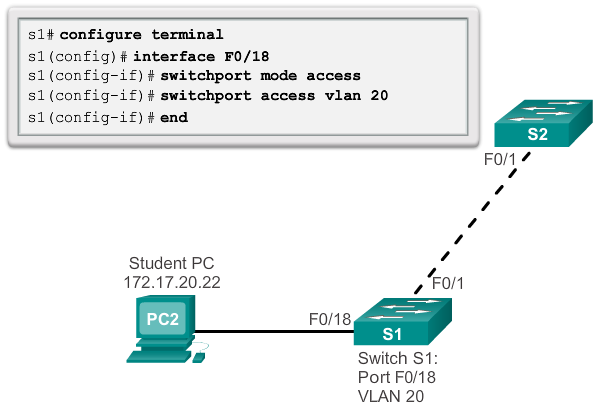 s1# configure terminal
s1(config)# interface F0/18
s1(config-if)# switchport mode access
s1(config-if)# switchport access vlan 20
s1(config-if)# end
S2
F0/1
Student PC
172.17.20.22
F0/1
PC2
F0/18
S1
Switch S1:
Port F0/18
VLAN 20